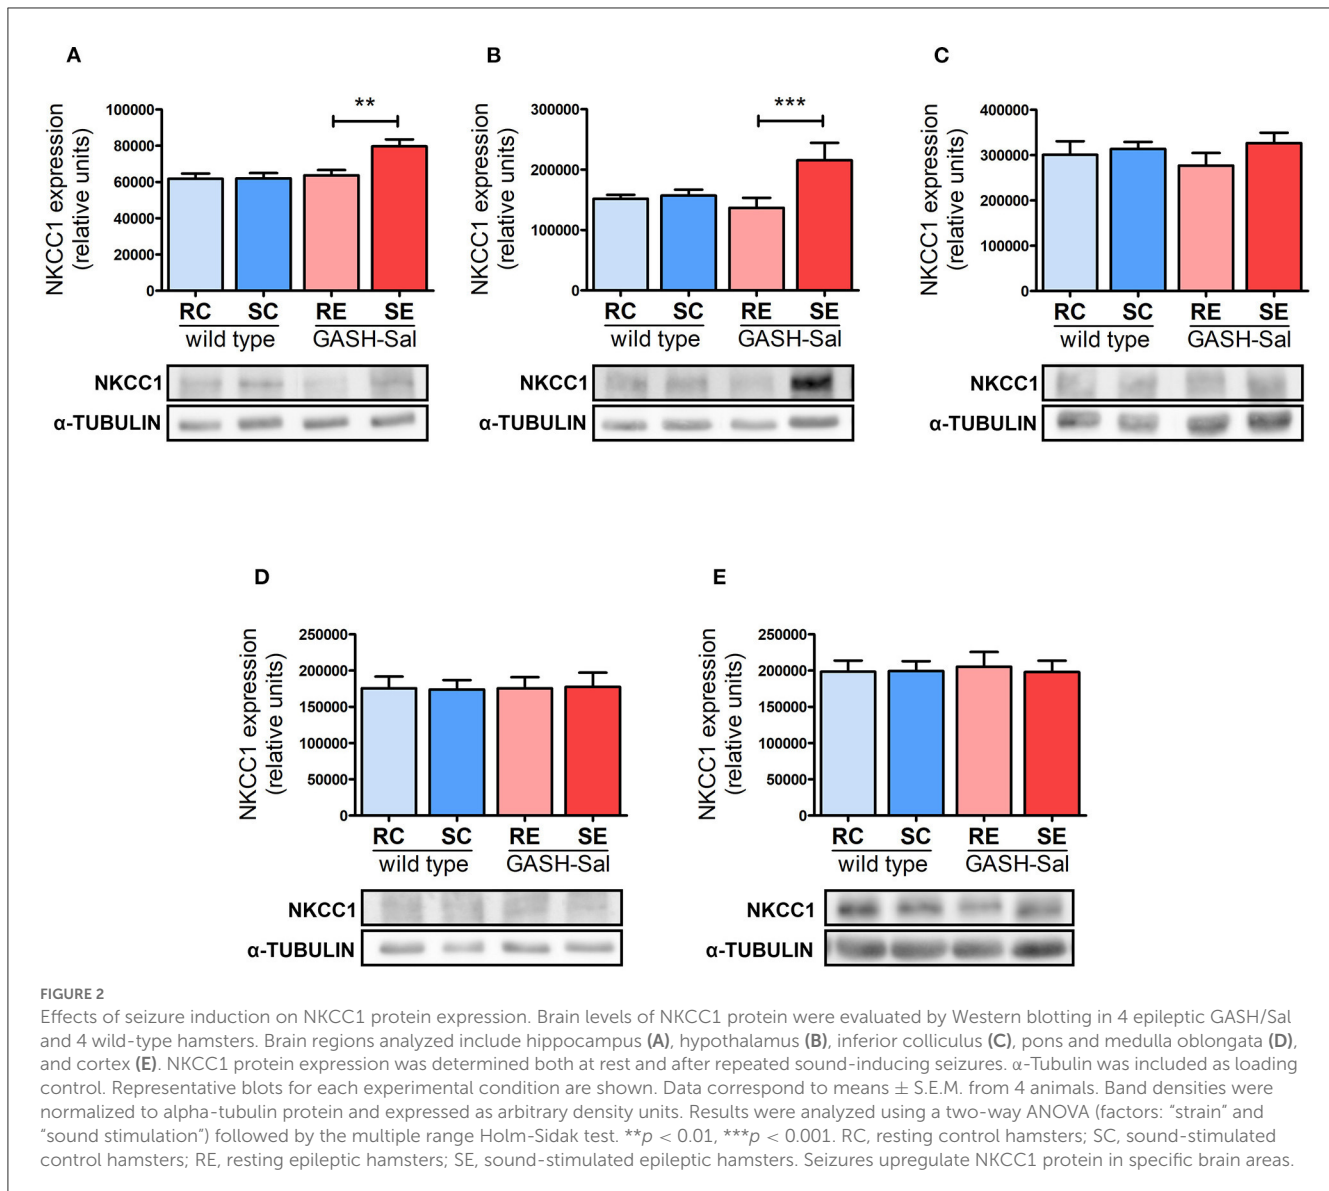 A
B
C
NKCC1 expression
(relative units)
100000
80000
60000
40000
20000
0
**
RC SC RE SE
wild type GASH-Sal
NKCC1
α-TUBULIN
NKCC1 expression
(relative units)
300000
200000
100000
0
***
RC SC RE SE
wild type GASH-Sal
NKCC1
α-TUBULIN
NKCC1 expression
(relative units)
400000
300000
200000
100000
0
RC SC RE SE
wild type GASH-Sal
NKCC1
α-TUBULIN
D
E
NKCC1 expression
(relative units)
250000
200000
150000
100000
50000
0
RC SC RE SE
wild type GASH-Sal
NKCC1
α-TUBULIN
NKCC1 expression
(relative units)
250000
200000
150000
100000
50000
0
RC SC RE SE
wild type GASH-Sal
NKCC1
α-TUBULIN
FIGURE 2
Effects of seizure induction on NKCC1 protein expression. Brain levels of NKCC1 protein were evaluated by Western blotting in 4 epileptic GASH/Sal
and 4 wild-type hamsters. Brain regions analyzed include hippocampus (A), hypothalamus (B), inferior colliculus (C), pons and medulla oblongata (D),
and cortex (E). NKCC1 protein expression was determined both at rest and after repeated sound-inducing seizures. α-Tubulin was included as loading
control. Representative blots for each experimental condition are shown. Data correspond to means ± S.E.M. from 4 animals. Band densities were
normalized to alpha-tubulin protein and expressed as arbitrary density units. Results were analyzed using a two-way ANOVA (factors: “strain” and
“sound stimulation”) followed by the multiple range Holm-Sidak test. **p < 0.01, ***p < 0.001. RC, resting control hamsters; SC, sound-stimulated
control hamsters; RE, resting epileptic hamsters; SE, sound-stimulated epileptic hamsters. Seizures upregulate NKCC1 protein in specific brain areas.